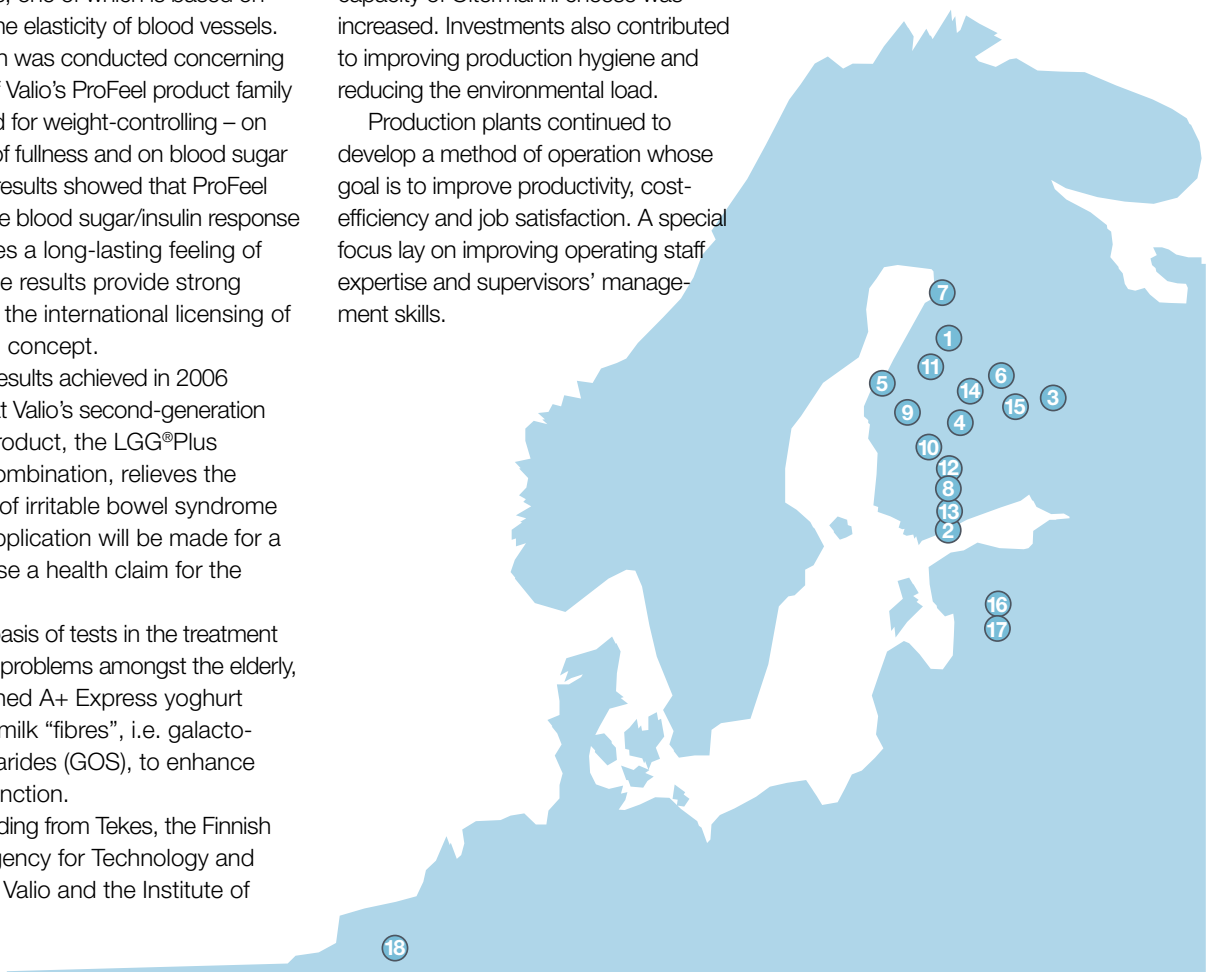 , one of which is based on
he elasticity of blood vessels.
n was conducted concerning
f Valio's ProFeel product family
d for weight-controlling – on
of fullness and on blood sugar
results showed that ProFeel
e blood sugar/insulin response
es a long-lasting feeling of
e results provide strong
the international licensing of
concept.
esults achieved in 2006
at Valio's second-generation
roduct, the LGG®Plus
ombination, relieves the
of irritable bowel syndrome
pplication will be made for a
se a health claim for the
asis of tests in the treatment
problems amongst the elderly,
ned A+ Express yoghurt
milk “fibres”, i.e. galacto-
arides (GOS), to enhance
nction.
ding from Tekes, the Finnish
gency for Technology and
Valio and the Institute of
increased. Investments also contributed
to improving production hygiene and
reducing the environmental load.
Production plants continued to
develop a method of operation whose
goal is to improve productivity, cost-
efficiency and job satisfaction. A special
focus lay on improving operating staff
expertise and supervisors' manage-
ment skills.
7
1
11
6
5
14
3
15
9
4
10
12
8
13
2
16
17
18